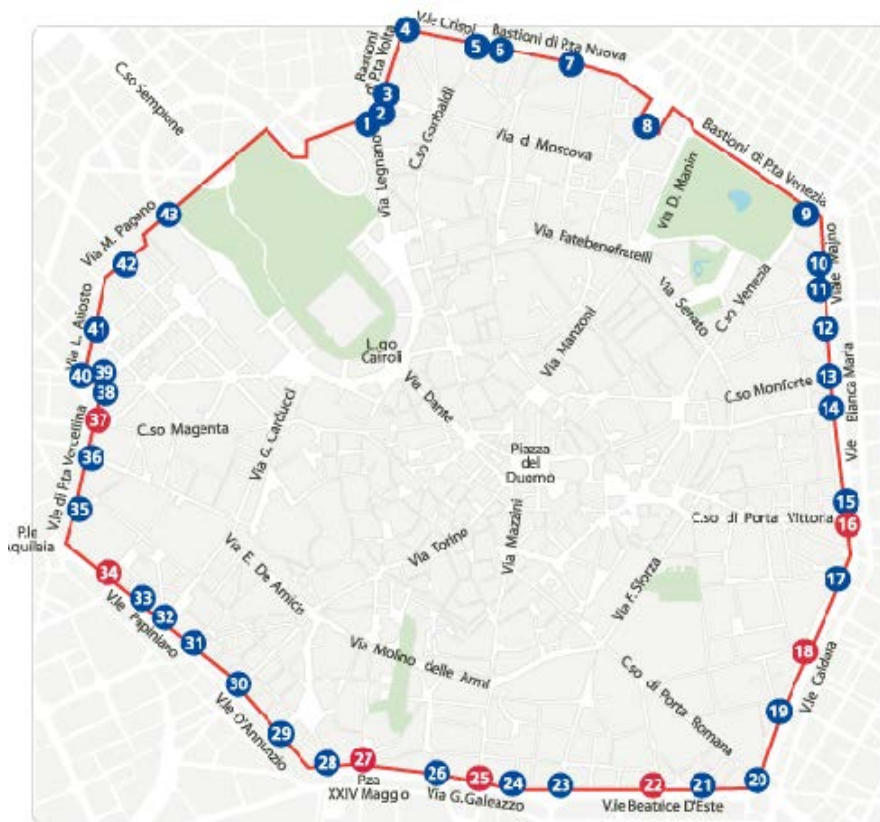 4
V.le Crispi
5
6
Bastioni di P.ta Nuova
7
Bastioni
di P.ta Volta
3
2
1
8
C.so Sempione
C.so Garibaldi
Via Legnano
Via d Moscova
Bastioni di P.ta Venezia
Via D. Manin
43
9
Via M. Pagano
42
Via Fatebenefratelli
10
11
Viale Majno
Via Senato
C.so Venezia
41
Via L. Ariosto
12
L.go
Cairoli
Via Manzoni
40
39
38
13
C.so Monforte
14
V.le Bianca Maria
Via Dante
37
C.so Magenta
Via G. Carducci
36
V.le di P.ta Vercellina
Piazza
del
Duomo
35
15
C.so di Porta Vittoria
16
P.le
Aquilaia
Via Torino
Via Mazzini
Via E. De Amicis
34
17
33
32
V.le Papiniano
Via F. Sforza
31
18
Via Molino delle Armi
V.le Caldara
30
C.so di Porta Romana
19
29
V.le D'Annunzio
28
27
26
25
24
23
22
21
20
P.za
XXIV Maggio
Via G.Galeazzo
V.le Beatrice D'Este